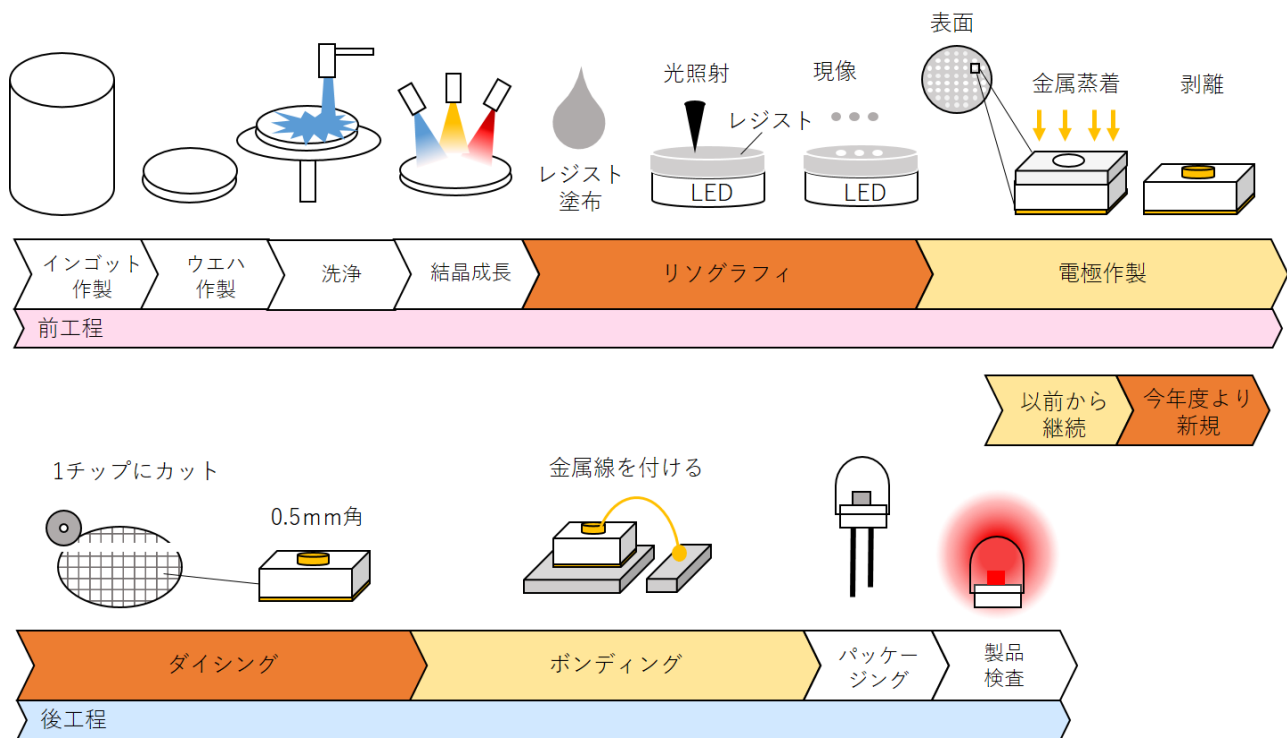 表面
光照射
現像
金属蒸着
剥離
レジスト
レジスト
塗布
LED
LED
インゴット
作製
ウエハ
作製
洗浄
結晶成長
リソグラフィ
電極作製
前工程
以前から
継続
今年度より
新規
1チップにカット
0.5mm角
金属線を付ける
ダイシング
ボンディング
パッケー
ジング
製品
検査
後工程